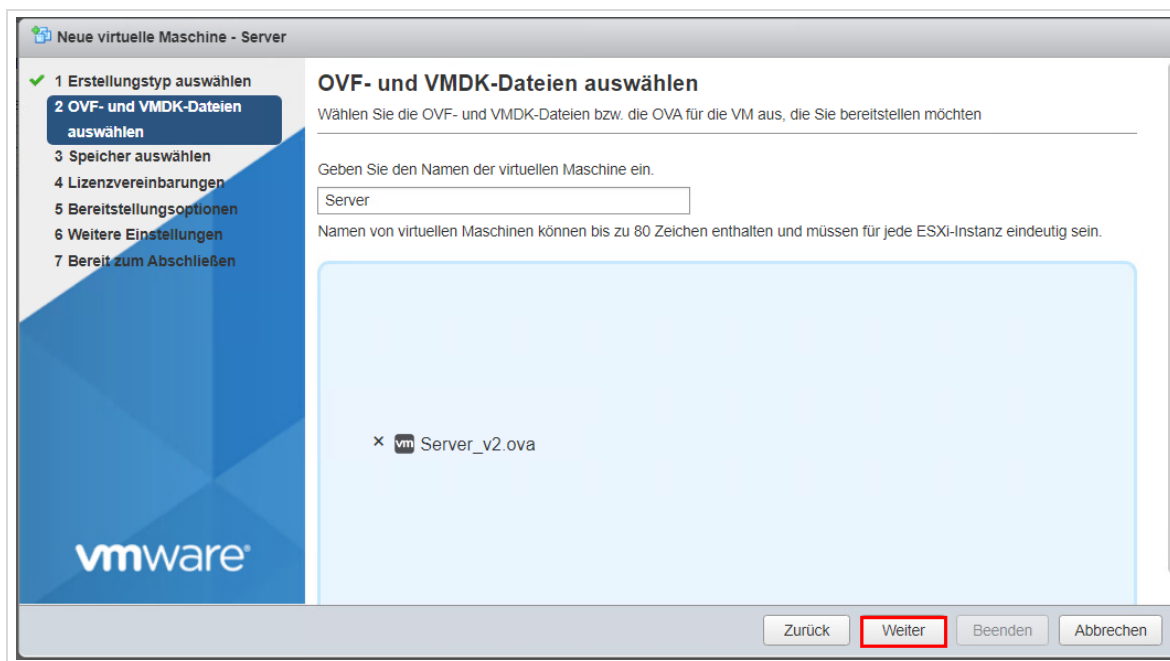 Neue virtuelle Maschine - Server
1 Erstellungstyp auswählen
2 OVF- und VMDK-Dateien
auswählen
3 Speicher auswählen
4 Lizenzvereinbarungen
5 Bereitstellungsoptionen
6 Weitere Einstellungen
7 Bereit zum Abschließen
vmware®
OVF- und VMDK-Dateien auswählen
Wählen Sie die OVF- und VMDK-Dateien bzw. die OVA für die VM aus, die Sie bereitstellen möchten
Geben Sie den Namen der virtuellen Maschine ein.
Server
Namen von virtuellen Maschinen können bis zu 80 Zeichen enthalten und müssen für jede ESXi-Instanz eindeutig sein.
× vm Server_v2.ova
Zurück Weiter Beenden Abbrechen